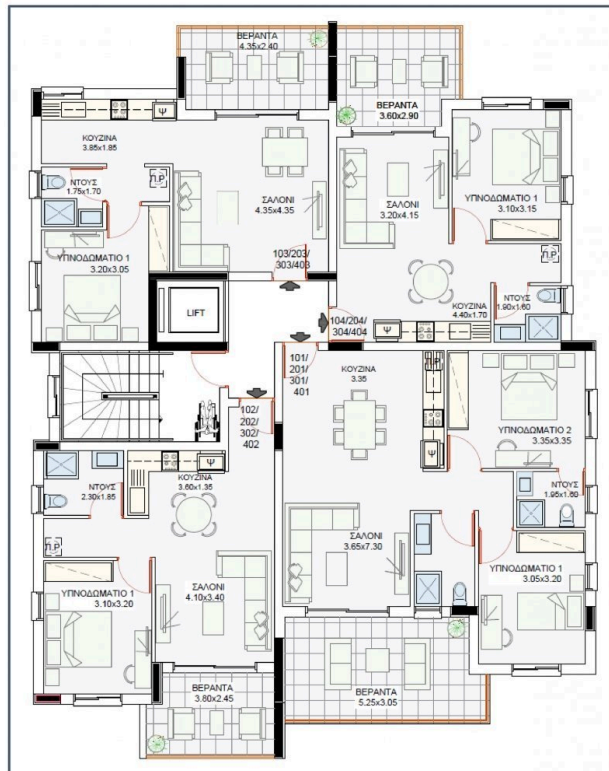 ΒΕΡΑΝΤΑ
4.35x2.40
ΒΕΡΑΝΤΑ
3.60x2.90
ΚΟΥΖΙΝΑ
3.85x1.85
Ψ
Π.Ρ
ΝΤΟΥΣ
1.75x1.70
ΣΑΛΟΝΙ
4.35x4.35
ΥΠΝΟΔΩΜΑΤΙΟ 1
3.20x3.05
103/203/
303/403
ΣΑΛΟΝΙ
3.20x4.15
ΥΠΝΟΔΩΜΑΤΙΟ 1
3.10x3.15
Π.Ρ
ΝΤΟΥΣ
1.90x1.60
ΚΟΥΖΙΝΑ
4.40x1.70
Ψ
LIFT
104/204/
304/404
101/
201/
301/
401
ΚΟΥΖΙΝΑ
3.35
Π.Ρ
Ψ
ΥΠΝΟΔΩΜΑΤΙΟ 2
3.35x3.35
ΝΤΟΥΣ
1.95x1.60
102/
202/
302/
402
Ψ
ΚΟΥΖΙΝΑ
3.60x1.35
ΝΤΟΥΣ
2.30x1.85
Π.Ρ
ΣΑΛΟΝΙ
3.65x7.30
ΥΠΝΟΔΩΜΑΤΙΟ 1
3.05x3.20
ΥΠΝΟΔΩΜΑΤΙΟ 1
3.10x3.20
ΣΑΛΟΝΙ
4.10x3.40
ΒΕΡΑΝΤΑ
3.80x2.45
ΒΕΡΑΝΤΑ
5.25x3.05